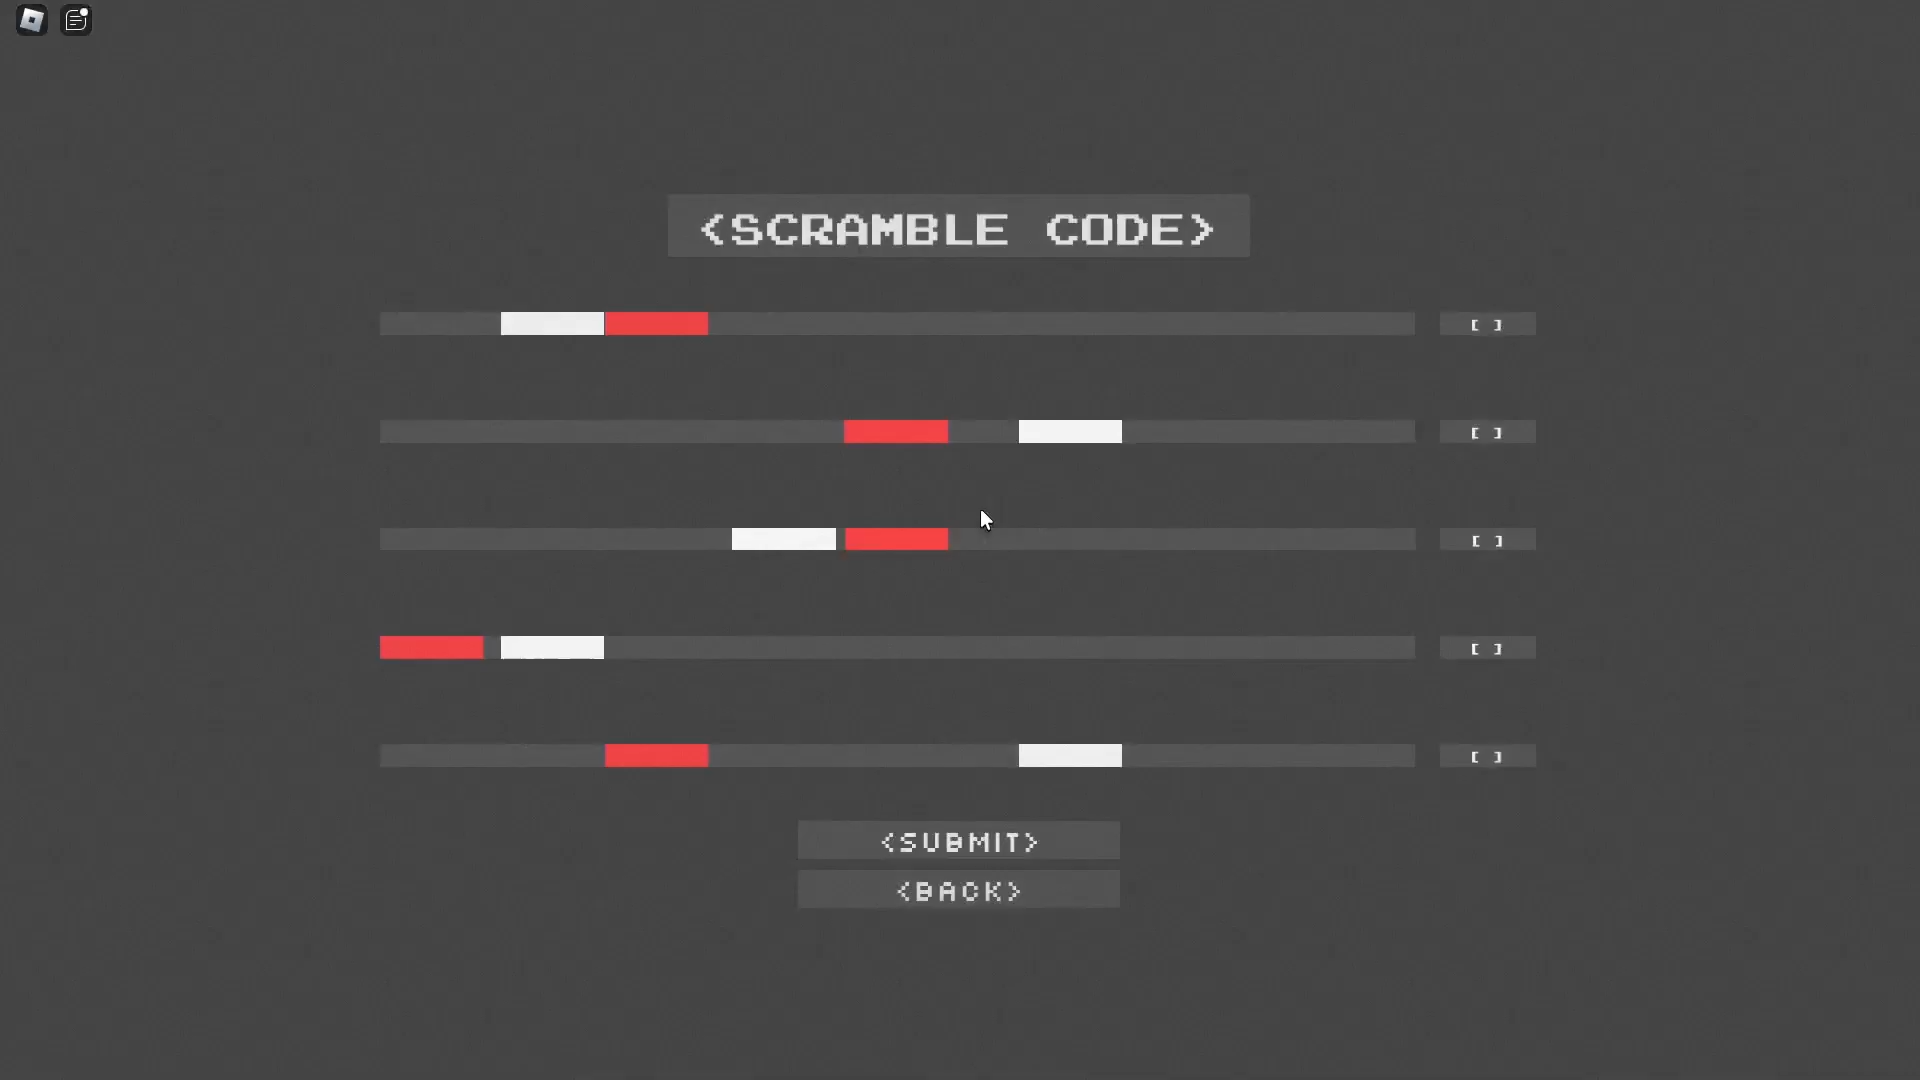 <SCRAMBLE CODE>
[ ]
[ ]
[ ]
[ ]
[ ]
<SUBMIT>
<BACK>